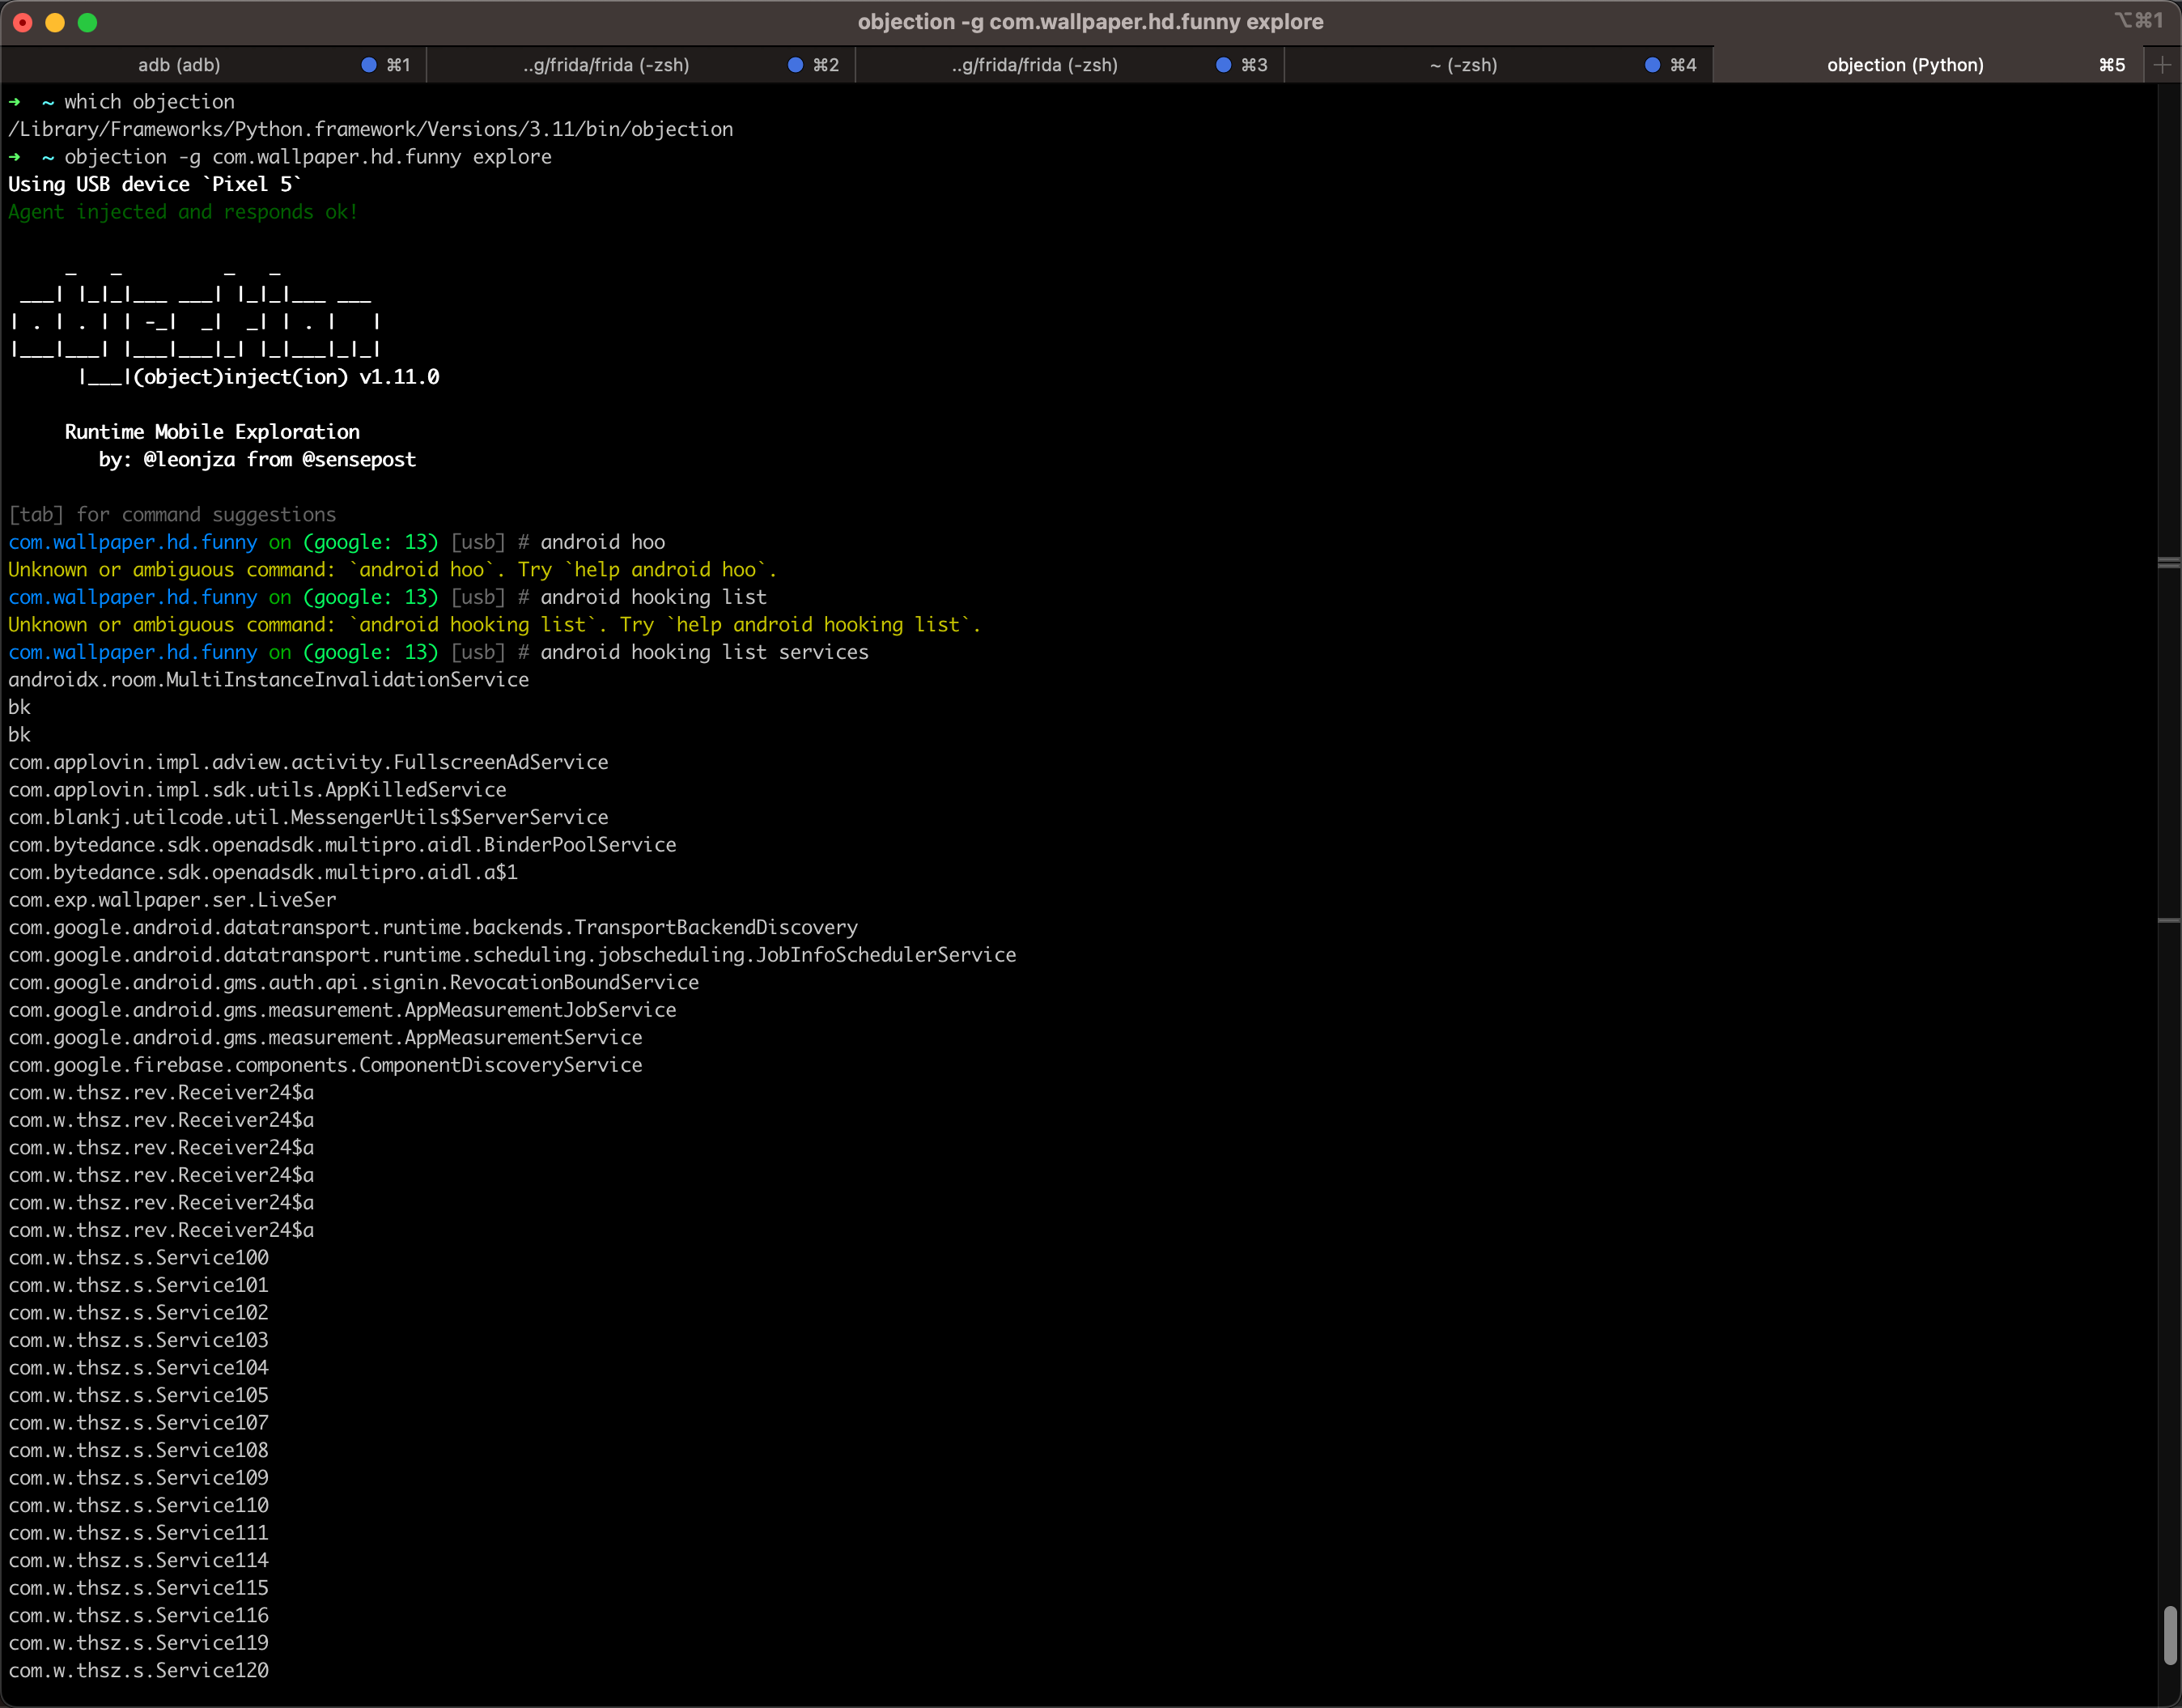 objection -g com.wallpaper.hd.funny explore
⌥⌘1
adb (adb) ⌘1 ..g/frida/frida (-zsh) ⌘2 ..g/frida/frida (-zsh) ⌘3 ~ (-zsh) ⌘4 objection (Python) ⌘5
➜  ~ which objection
/Library/Frameworks/Python.framework/Versions/3.11/bin/objection
➜  ~ objection -g com.wallpaper.hd.funny explore
Using USB device `Pixel 5`
Agent injected and responds ok!
     _   _         _   _
 ___| |_|_|___ ___| |_|_|___ ___
| . | . | | -_|  _|  _| | . |   |
|___|___| |___|___|_| |_|___|_|_|
      |___|(object)inject(ion) v1.11.0
     Runtime Mobile Exploration
        by: @leonjza from @sensepost
[tab] for command suggestions
com.wallpaper.hd.funny on (google: 13) [usb] # android hoo
Unknown or ambiguous command: `android hoo`. Try `help android hoo`.
com.wallpaper.hd.funny on (google: 13) [usb] # android hooking list
Unknown or ambiguous command: `android hooking list`. Try `help android hooking list`.
com.wallpaper.hd.funny on (google: 13) [usb] # android hooking list services
androidx.room.MultiInstanceInvalidationService
bk
bk
com.applovin.impl.adview.activity.FullscreenAdService
com.applovin.impl.sdk.utils.AppKilledService
com.blankj.utilcode.util.MessengerUtils$ServerService
com.bytedance.sdk.openadsdk.multipro.aidl.BinderPoolService
com.bytedance.sdk.openadsdk.multipro.aidl.a$1
com.exp.wallpaper.ser.LiveSer
com.google.android.datatransport.runtime.backends.TransportBackendDiscovery
com.google.android.datatransport.runtime.scheduling.jobscheduling.JobInfoSchedulerService
com.google.android.gms.auth.api.signin.RevocationBoundService
com.google.android.gms.measurement.AppMeasurementJobService
com.google.android.gms.measurement.AppMeasurementService
com.google.firebase.components.ComponentDiscoveryService
com.w.thsz.rev.Receiver24$a
com.w.thsz.rev.Receiver24$a
com.w.thsz.rev.Receiver24$a
com.w.thsz.rev.Receiver24$a
com.w.thsz.rev.Receiver24$a
com.w.thsz.rev.Receiver24$a
com.w.thsz.s.Service100
com.w.thsz.s.Service101
com.w.thsz.s.Service102
com.w.thsz.s.Service103
com.w.thsz.s.Service104
com.w.thsz.s.Service105
com.w.thsz.s.Service107
com.w.thsz.s.Service108
com.w.thsz.s.Service109
com.w.thsz.s.Service110
com.w.thsz.s.Service111
com.w.thsz.s.Service114
com.w.thsz.s.Service115
com.w.thsz.s.Service116
com.w.thsz.s.Service119
com.w.thsz.s.Service120